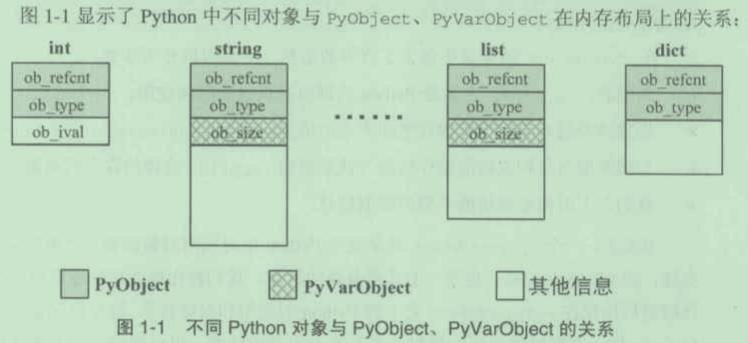 图 1-1 显示了 Python 中不同对象与 PyObject、PyVarObject 在内存布局上的关系:
int string list dict
ob_refcnt ob_refcnt ob_refcnt ob_refcnt
ob_type ob_type ...... ob_type ob_type
ob_ival ob_size ob_size
PyObject PyVarObject 其他信息
图 1-1 不同 Python 对象与 PyObject、PyVarObject 的关系